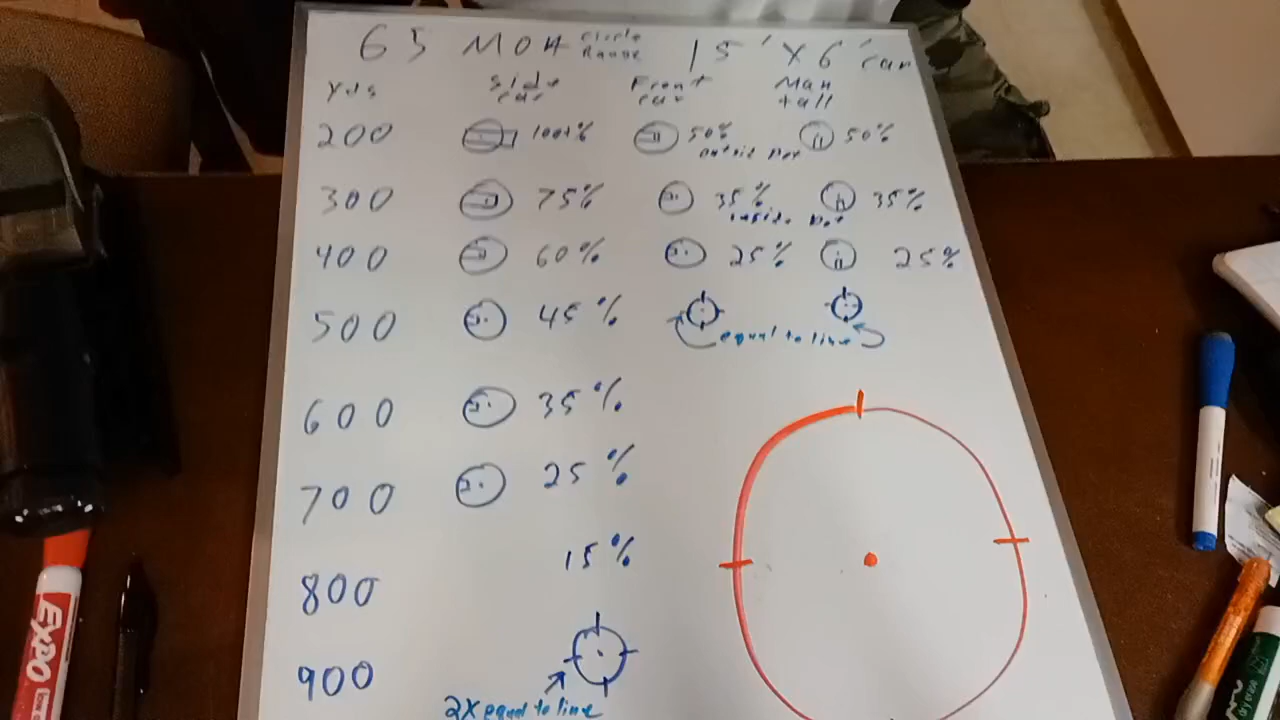 65 MOA Circle Range 15' X 6' car
Yds Side car Front car Man tall
200 100+% 50% outside Dot 50%
300 75% 35% inside Dot 35%
400 60% 25% 25%
500 45% equal to line
600 35%
700 25%
800 15%
900
2X equal to line
EXPO
dry erase